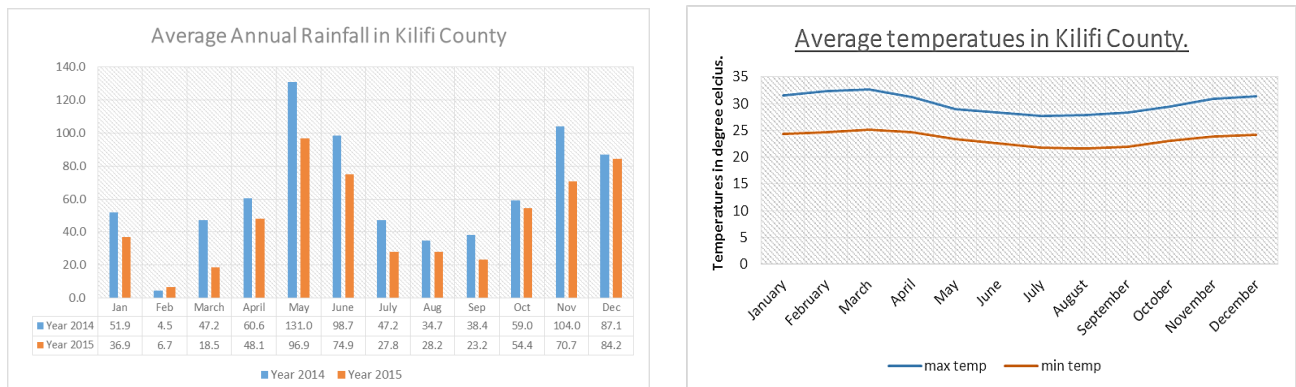 Average Annual Rainfall in Kilifi County
140.0
120.0
100.0
80.0
60.0
40.0
20.0
0.0
Jan Feb March April May June July Aug Sep Oct Nov Dec
Year 2014 51.9 4.5 47.2 60.6 131.0 98.7 47.2 34.7 38.4 59.0 104.0 87.1
Year 2015 36.9 6.7 18.5 48.1 96.9 74.9 27.8 28.2 23.2 54.4 70.7 84.2
Year 2014 Year 2015
Average temperatues in Kilifi County.
Temperatures in degree celcius.
35
30
25
20
15
10
5
0
January February March April May June July August September October November December
max temp min temp